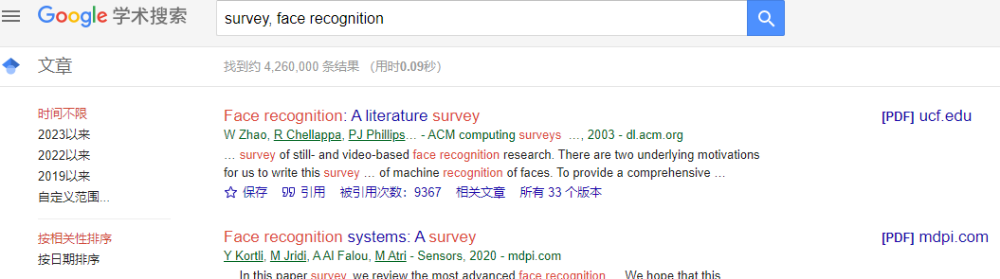 Google 学术搜索
survey, face recognition
文章
找到约 4,260,000 条结果 （用时0.09秒）
时间不限
2023以来
2022以来
2019以来
自定义范围...
按相关性排序
按日期排序
Face recognition: A literature survey
[PDF] ucf.edu
W Zhao, R Chellappa, PJ Phillips… - ACM computing surveys …, 2003 - dl.acm.org
… survey of still- and video-based face recognition research. There are two underlying motivations
for us to write this survey … of machine recognition of faces. To provide a comprehensive …
保存 引用 被引用次数：9367 相关文章 所有 33 个版本
Face recognition systems: A survey
[PDF] mdpi.com
Y Kortli, M Jridi, A Al Falou, M Atri - Sensors, 2020 - mdpi.com
… In this paper survey, we review the most advanced face recognition … We hope that this